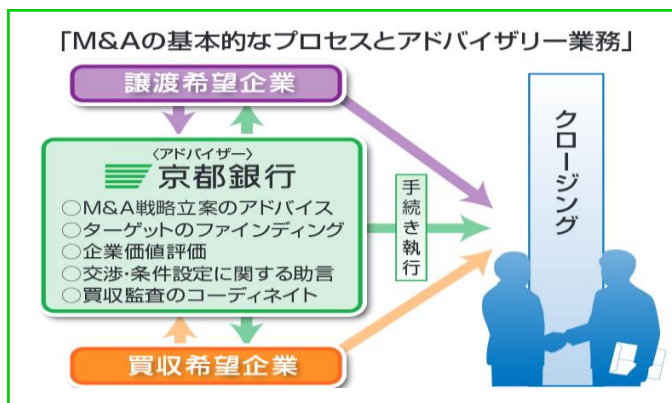 「M&Aの基本的なプロセスとアドバイザリー業務」
譲渡希望企業
〈アドバイザー〉
京都銀行
○M&A戦略立案のアドバイス
○ターゲットのファインディング
○企業価値評価
○交渉・条件設定に関する助言
○買収監査のコーディネイト
手続き執行
クロージング
買収希望企業